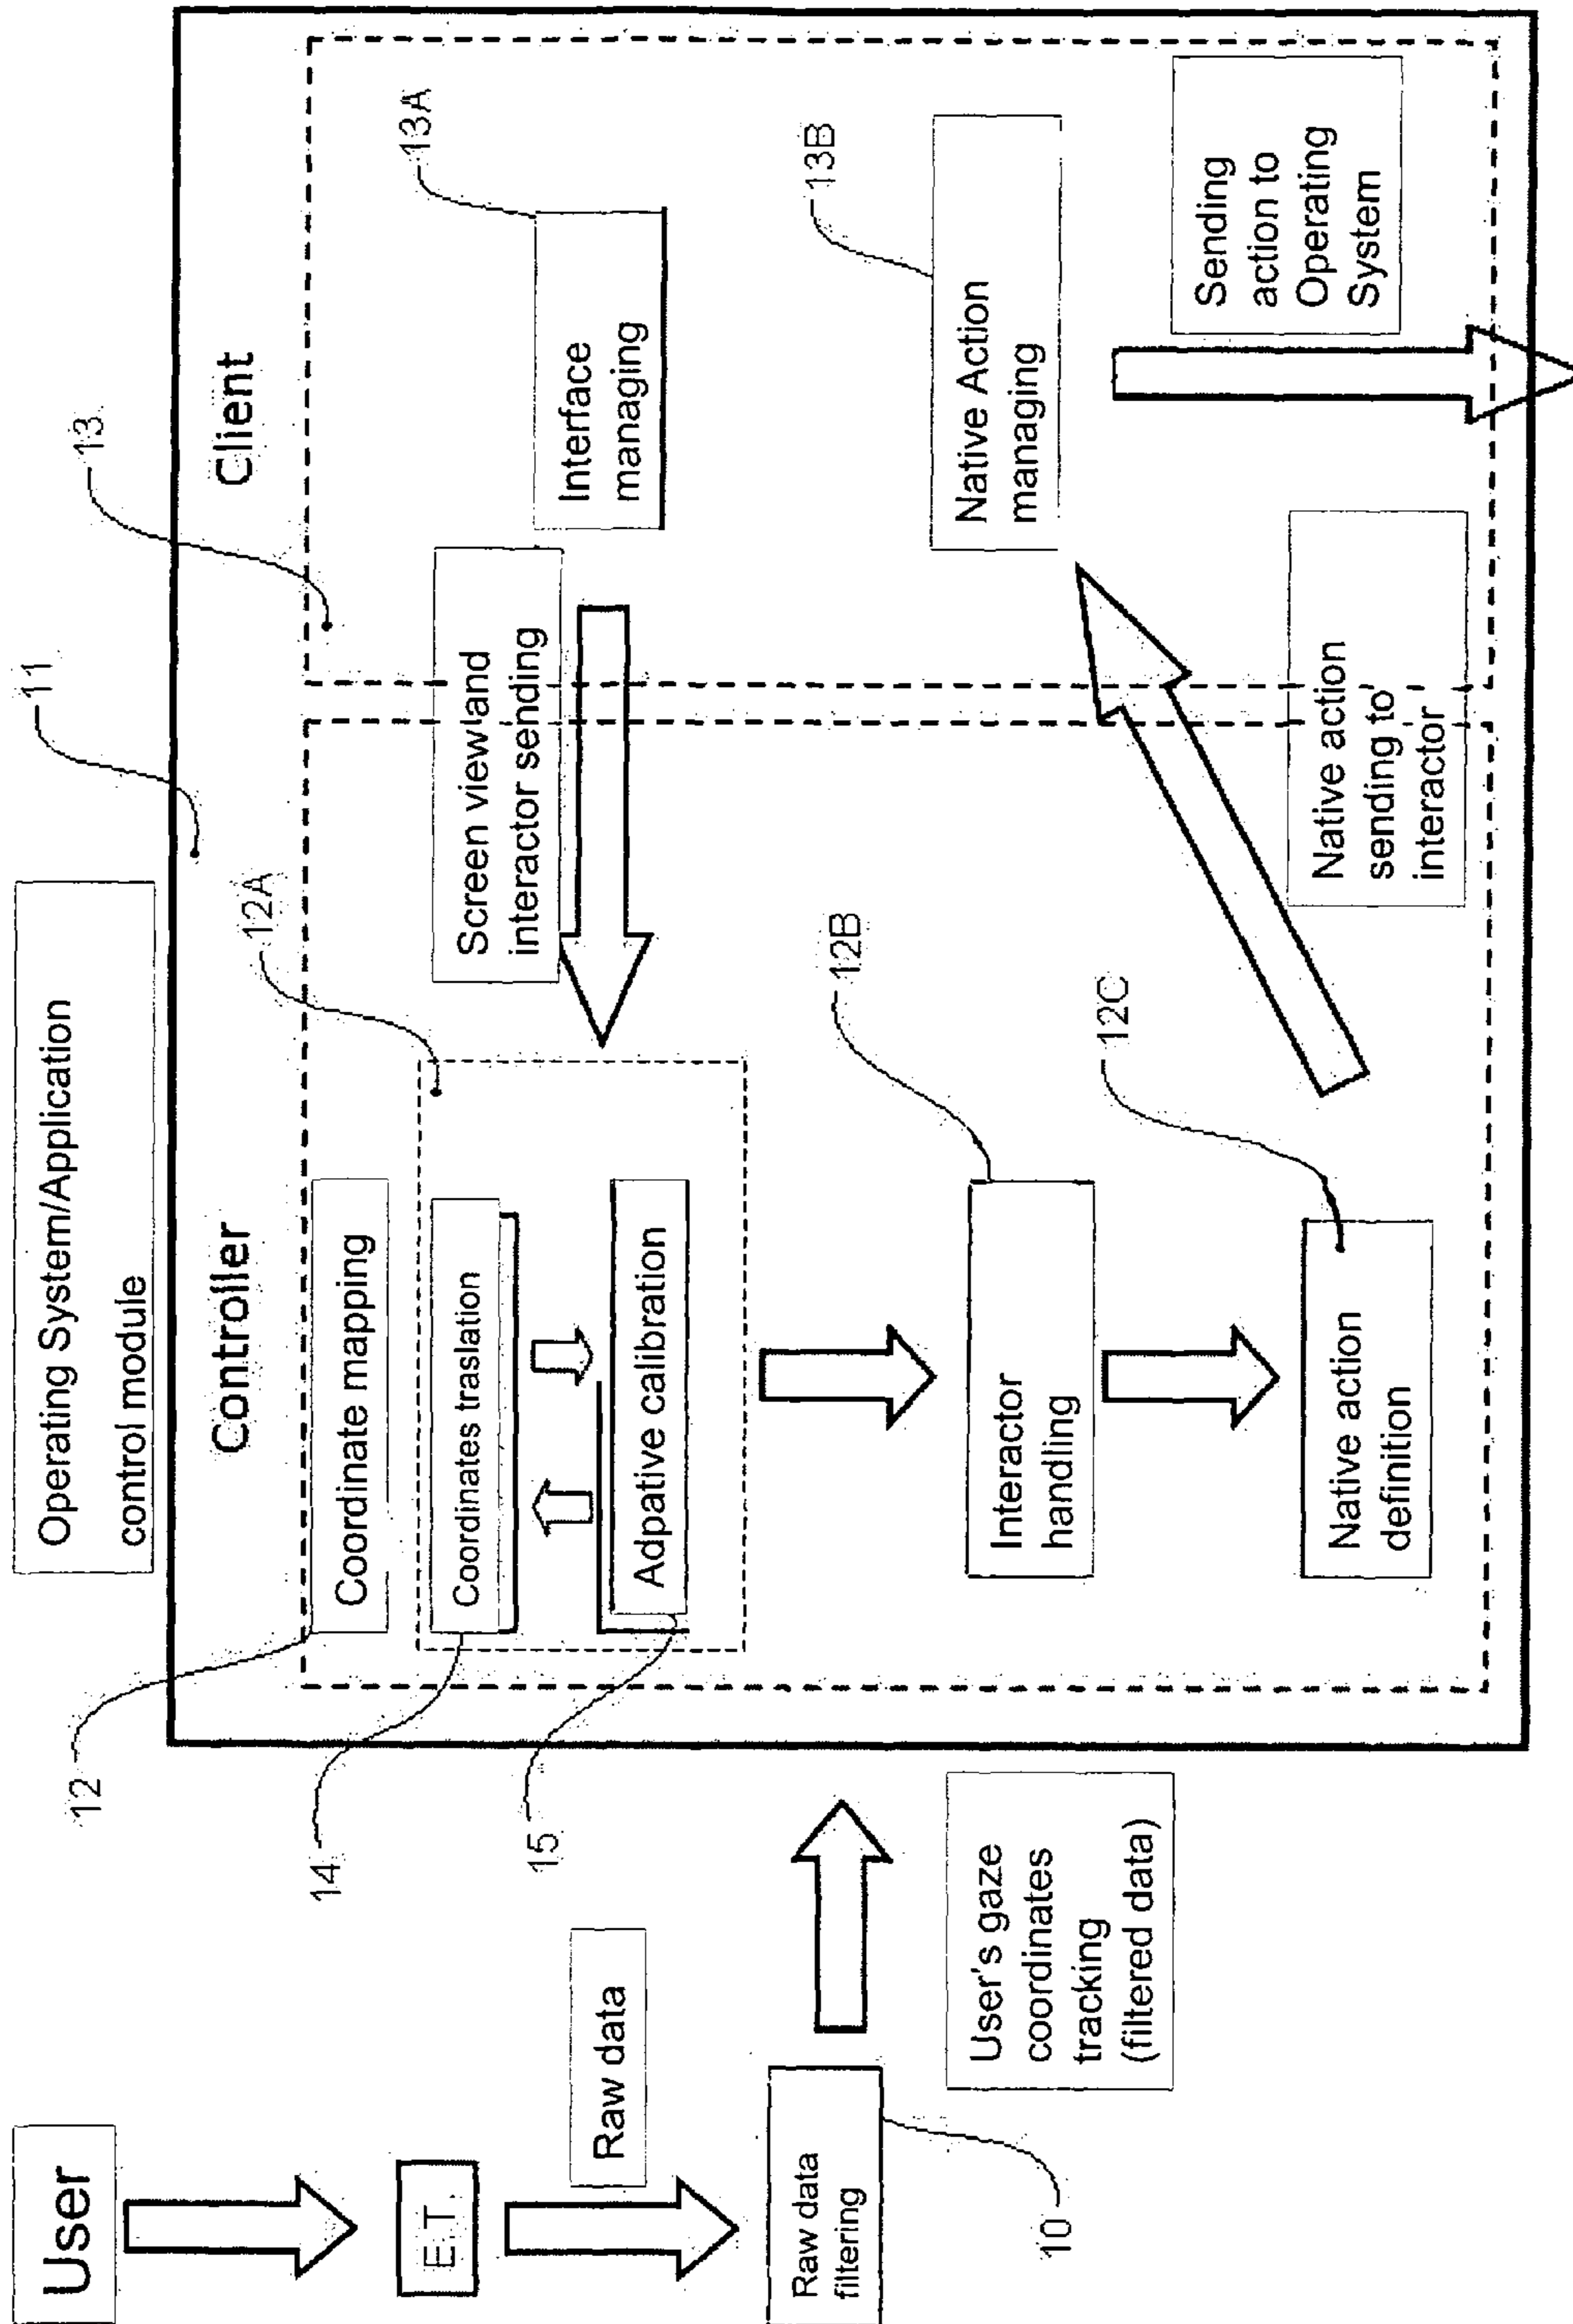 User
E.T.
Raw data
Raw data
filtering
10
User's gaze
coordinates
tracking
(filtered data)
Operating System/Application
control module
11
Controller
12
Coordinate mapping
12A
14
Coordinates traslation
15
Adpative calibration
Interactor
handling
12B
Native action
definition
12C
Client
13
Screen view and
interactor sending
Interface
managing
13A
Native Action
managing
13B
Native action
sending to
interactor
Sending
action to
Operating
System